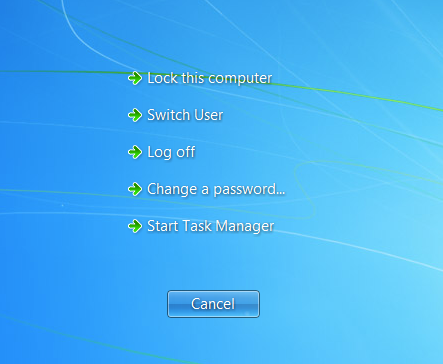 Lock this computer
Switch User
Log off
Change a password...
Start Task Manager
Cancel